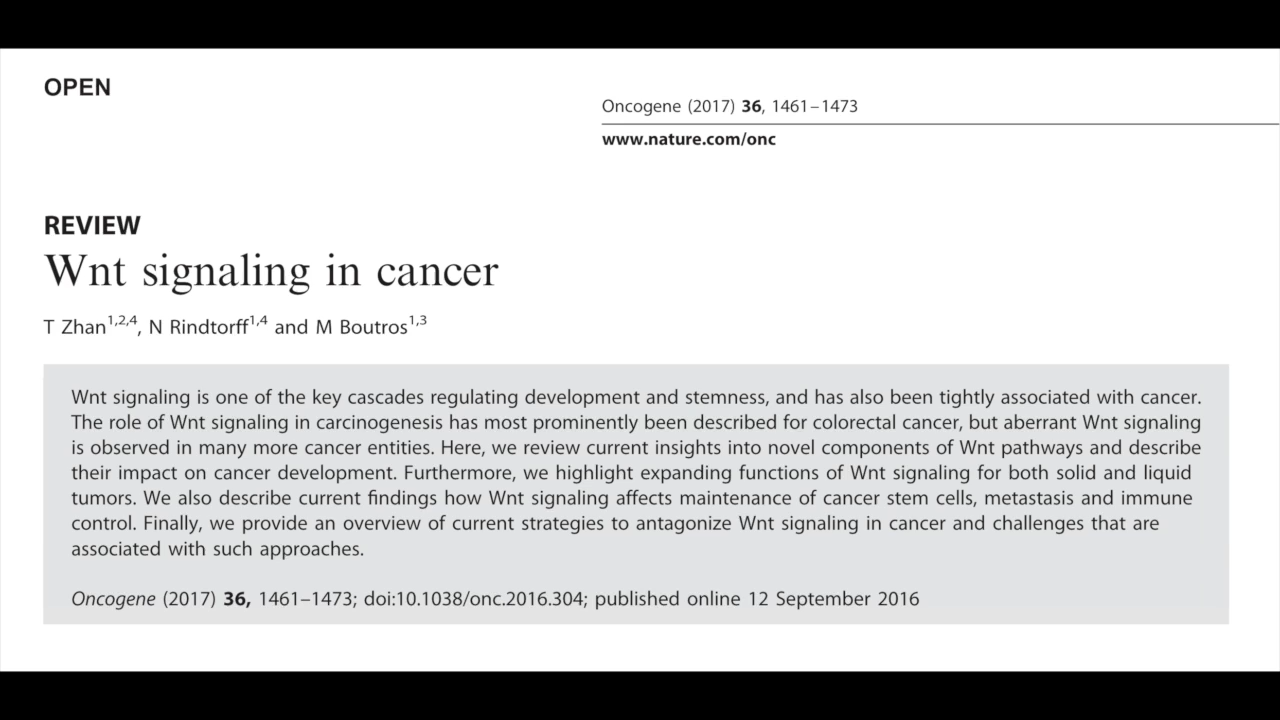 OPEN
Oncogene (2017) 36, 1461–1473
www.nature.com/onc
REVIEW
Wnt signaling in cancer
T Zhan1,2,4, N Rindtorff1,4 and M Boutros1,3
Wnt signaling is one of the key cascades regulating development and stemness, and has also been tightly associated with cancer.
The role of Wnt signaling in carcinogenesis has most prominently been described for colorectal cancer, but aberrant Wnt signaling
is observed in many more cancer entities. Here, we review current insights into novel components of Wnt pathways and describe
their impact on cancer development. Furthermore, we highlight expanding functions of Wnt signaling for both solid and liquid
tumors. We also describe current findings how Wnt signaling affects maintenance of cancer stem cells, metastasis and immune
control. Finally, we provide an overview of current strategies to antagonize Wnt signaling in cancer and challenges that are
associated with such approaches.
Oncogene (2017) 36, 1461–1473; doi:10.1038/onc.2016.304; published online 12 September 2016